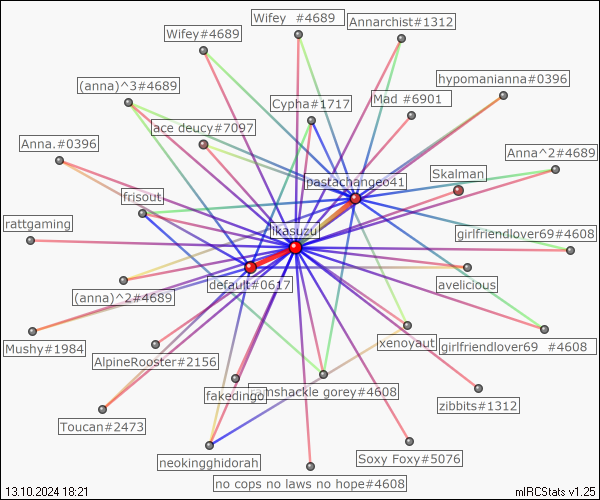 Wifey  #4689
Annarchist#1312
Wifey#4689
hypomanianna#0396
(anna)^3#4689
Cypha#1717
Mad #6901
ace deucy#7097
Anna.#0396
Anna^2#4689
Skalman
pastachangeo41
frisout
rattgaming
likasuzu
girlfriendlover69#4608
default#0617
avelicious
(anna)^2#4689
Mushy#1984
xenoyaut
girlfriendlover69  #4608
AlpineRooster#2156
fakedingo
ramshackle gorey#4608
zibbits#1312
Toucan#2473
neokingghidorah
Soxy Foxy#5076
no cops no laws no hope#4608
13.10.2024 18:21
mIRCStats v1.25